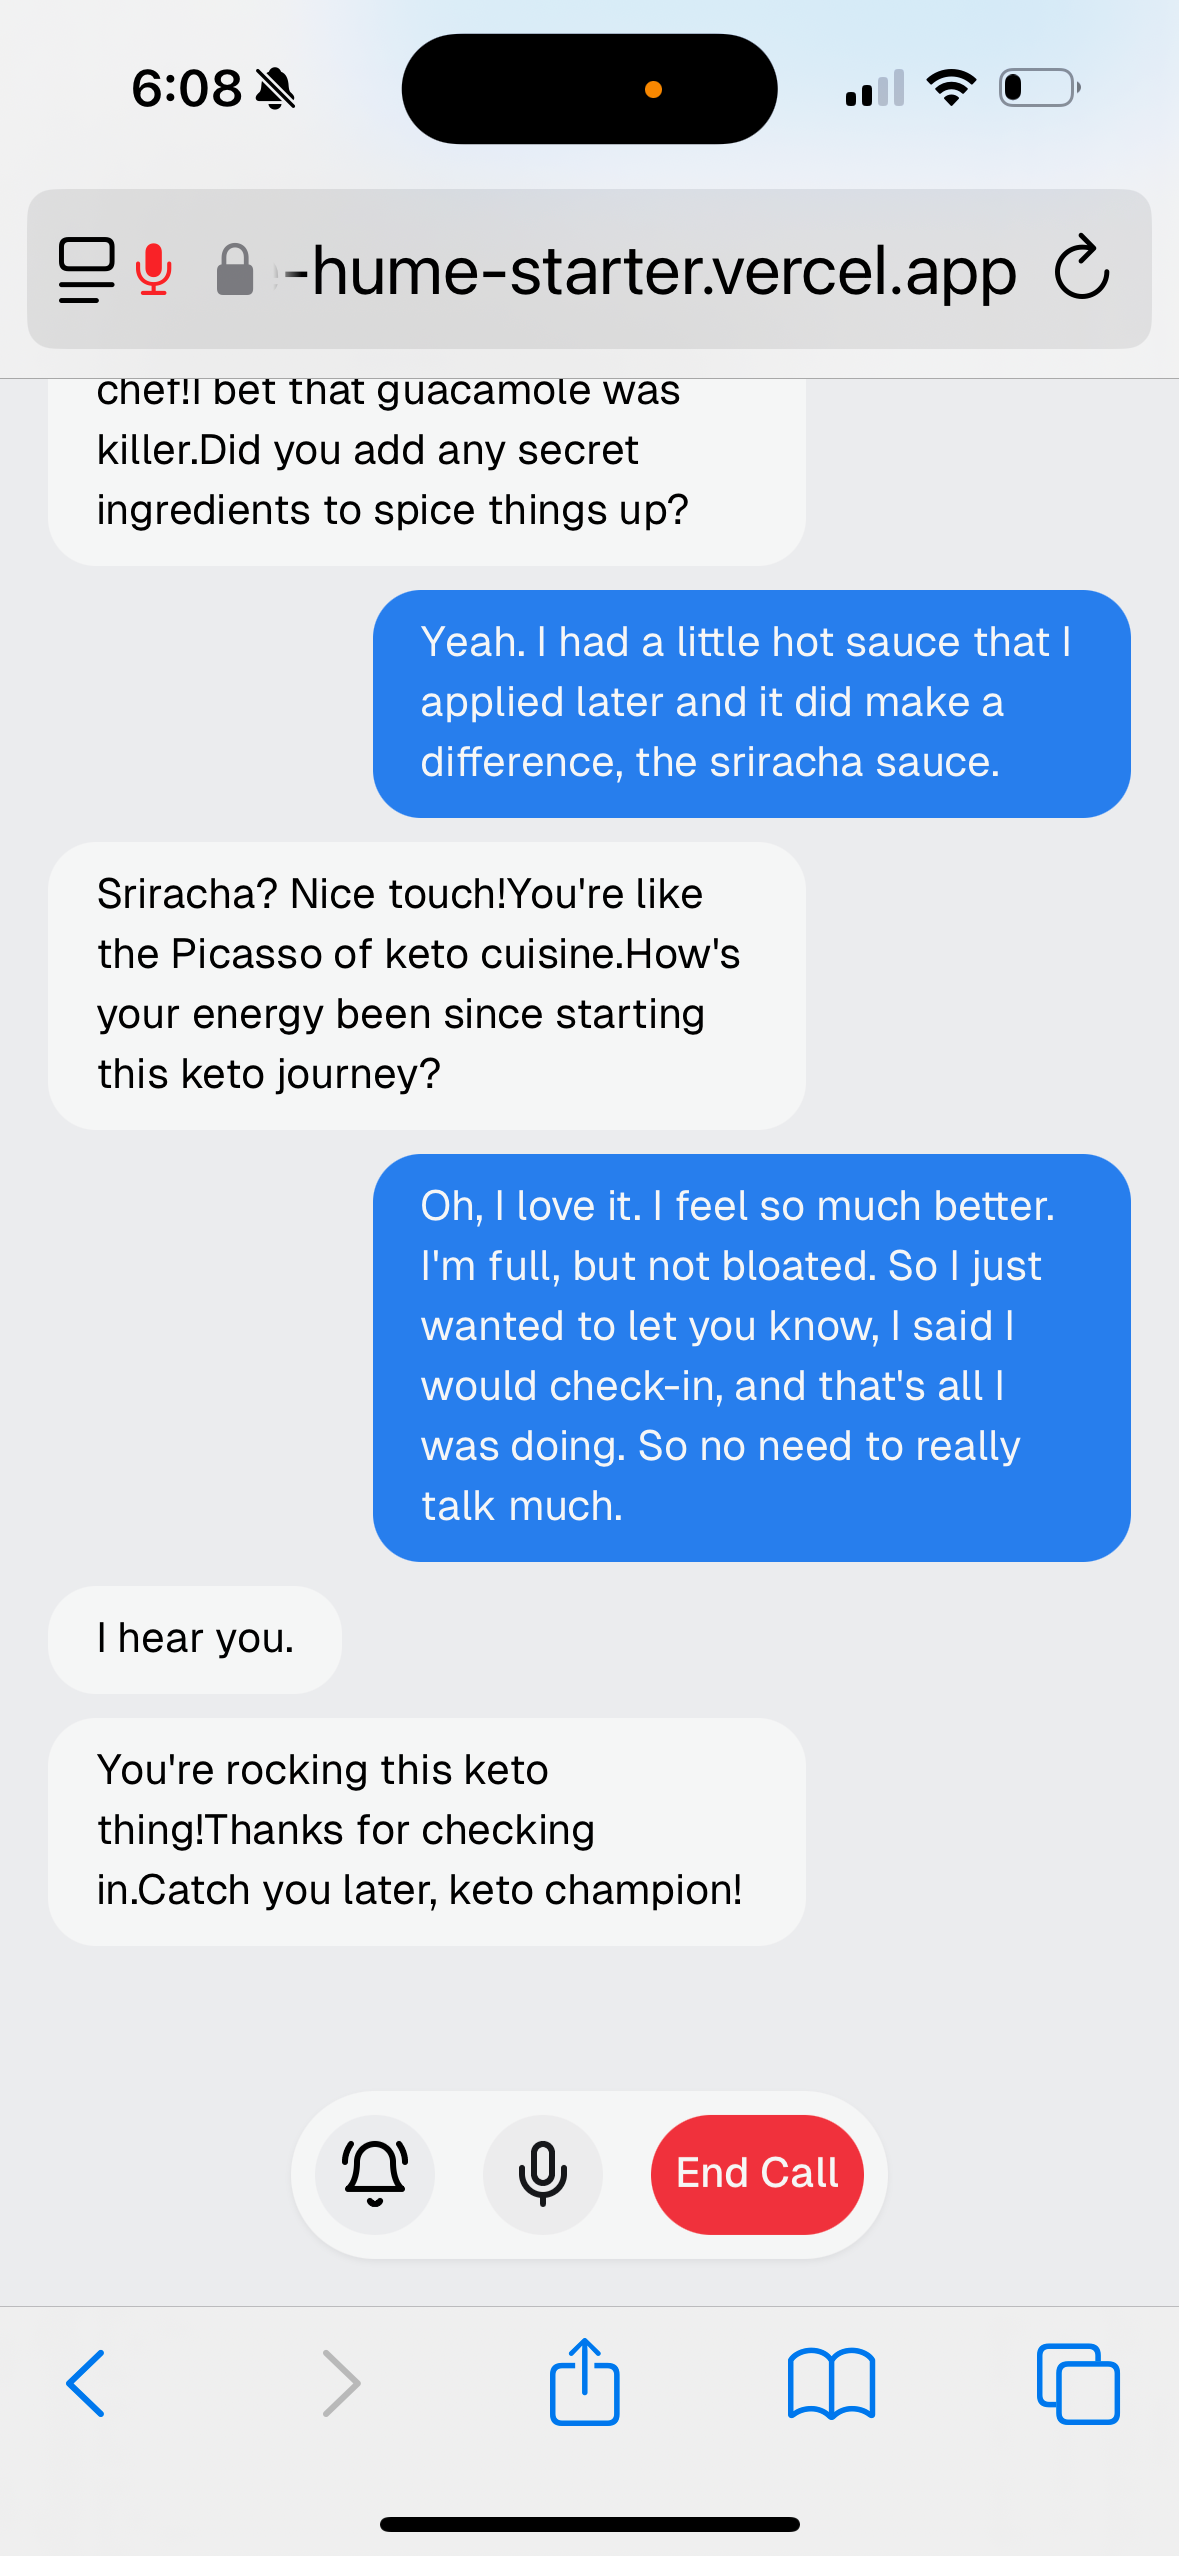 6:08
-hume-starter.vercel.app
chef!I bet that guacamole was
killer.Did you add any secret
ingredients to spice things up?
Yeah. I had a little hot sauce that I
applied later and it did make a
difference, the sriracha sauce.
Sriracha? Nice touch!You're like
the Picasso of keto cuisine.How's
your energy been since starting
this keto journey?
Oh, I love it. I feel so much better.
I'm full, but not bloated. So I just
wanted to let you know, I said I
would check-in, and that's all I
was doing. So no need to really
talk much.
I hear you.
You're rocking this keto
thing!Thanks for checking
in.Catch you later, keto champion!
End Call